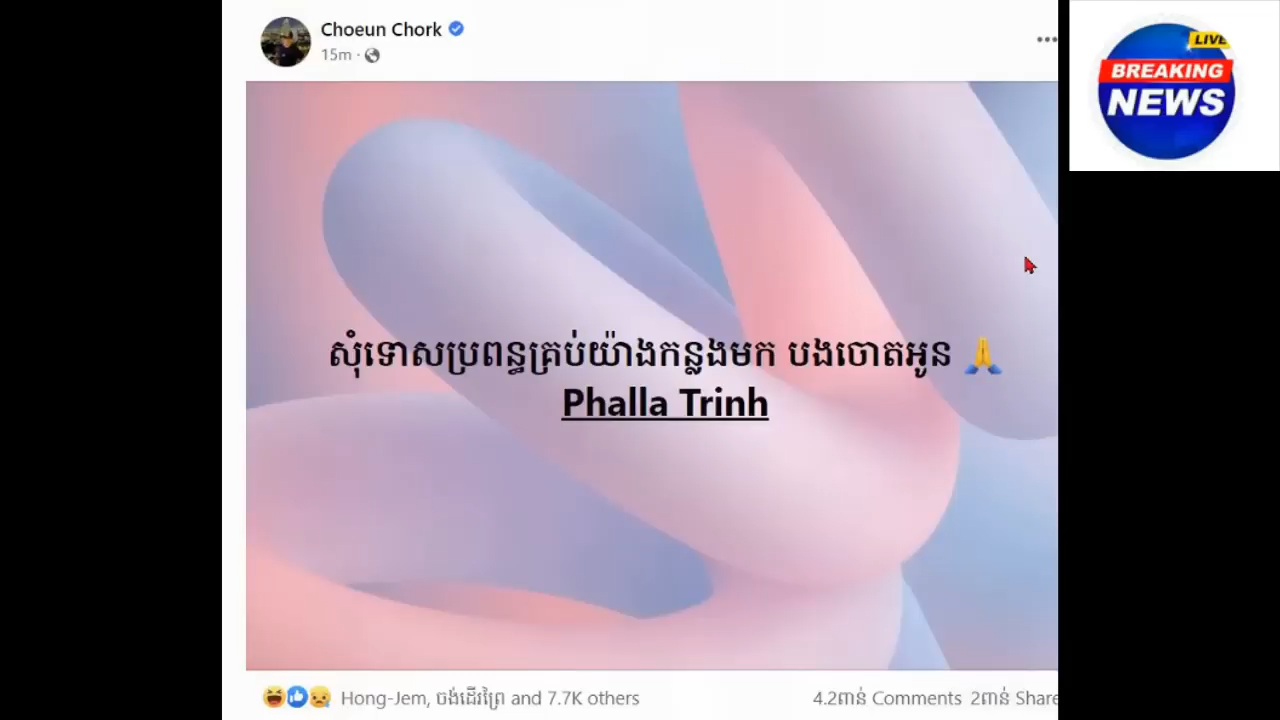 Choeun Chork
15m ·
LIVE
BREAKING
NEWS
សុំទោសប្រពន្ធគ្រប់យ៉ាងកន្លងមក បងចោតអូន 🙏
Phalla Trinh
Hong-Jem, ចង់ដើរព្រៃ and 7.7K others
4.2ពាន់ Comments 2ពាន់ Share